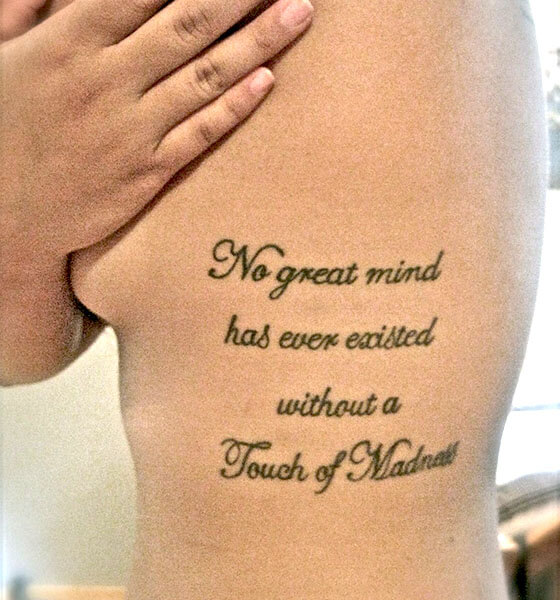 No great mind
has ever existed
without a
Touch of Madness